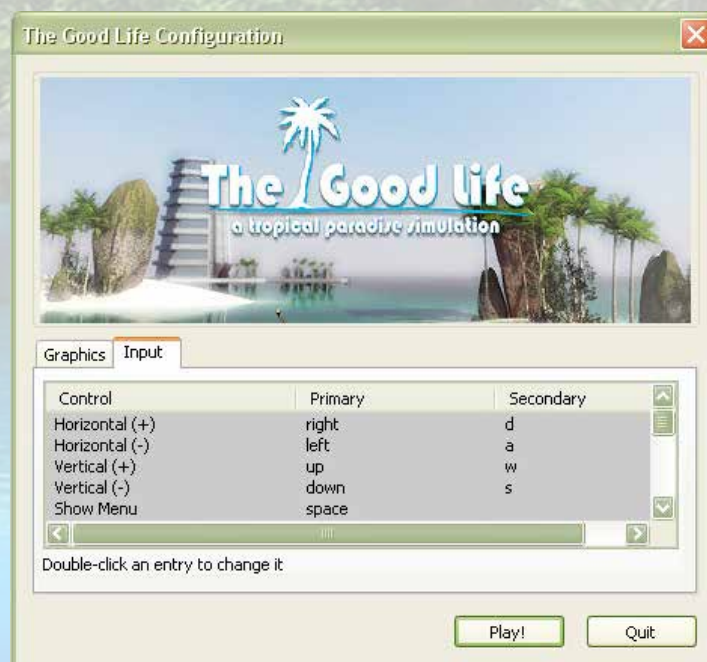 The Good Life Configuration
The Good Life
a tropical paradise simulation
Graphics Input
Control Primary Secondary
Horizontal (+) right d
Horizontal (-) left a
Vertical (+) up w
Vertical (-) down s
Show Menu space
Double-click an entry to change it
Play! Quit